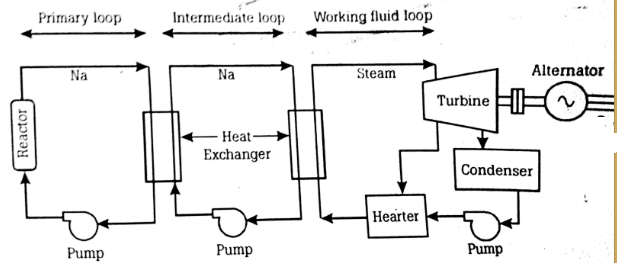 Primary loop
Intermediate loop
Working fluid loop
Na
Na
Steam
Alternator
Reactor
Turbine
Heat
Exchanger
Condenser
Hearter
Pump
Pump
Pump